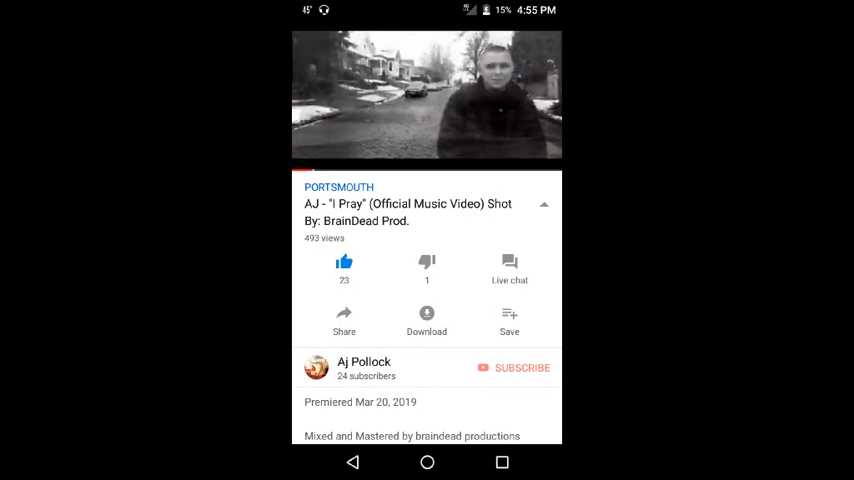 45° 15% 4:55 PM
PORTSMOUTH
AJ - "I Pray" (Official Music Video) Shot
By: BrainDead Prod.
493 views
23 1 Live chat
Share Download Save
Aj Pollock
24 subscribers
SUBSCRIBE
Premiered Mar 20, 2019
Mixed and Mastered by braindead productions